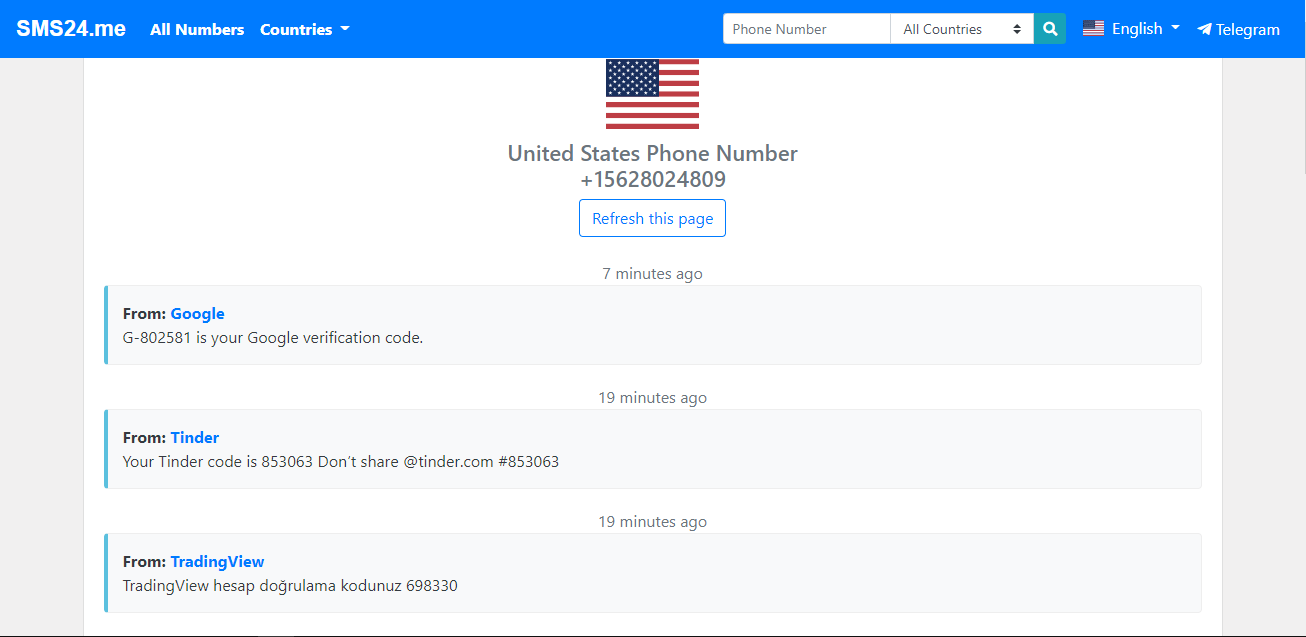 SMS24.me All Numbers Countries Phone Number All Countries English Telegram
United States Phone Number
+15628024809
Refresh this page
7 minutes ago
From: Google
G-802581 is your Google verification code.
19 minutes ago
From: Tinder
Your Tinder code is 853063 Don't share @tinder.com #853063
19 minutes ago
From: TradingView
TradingView hesap doğrulama kodunuz 698330